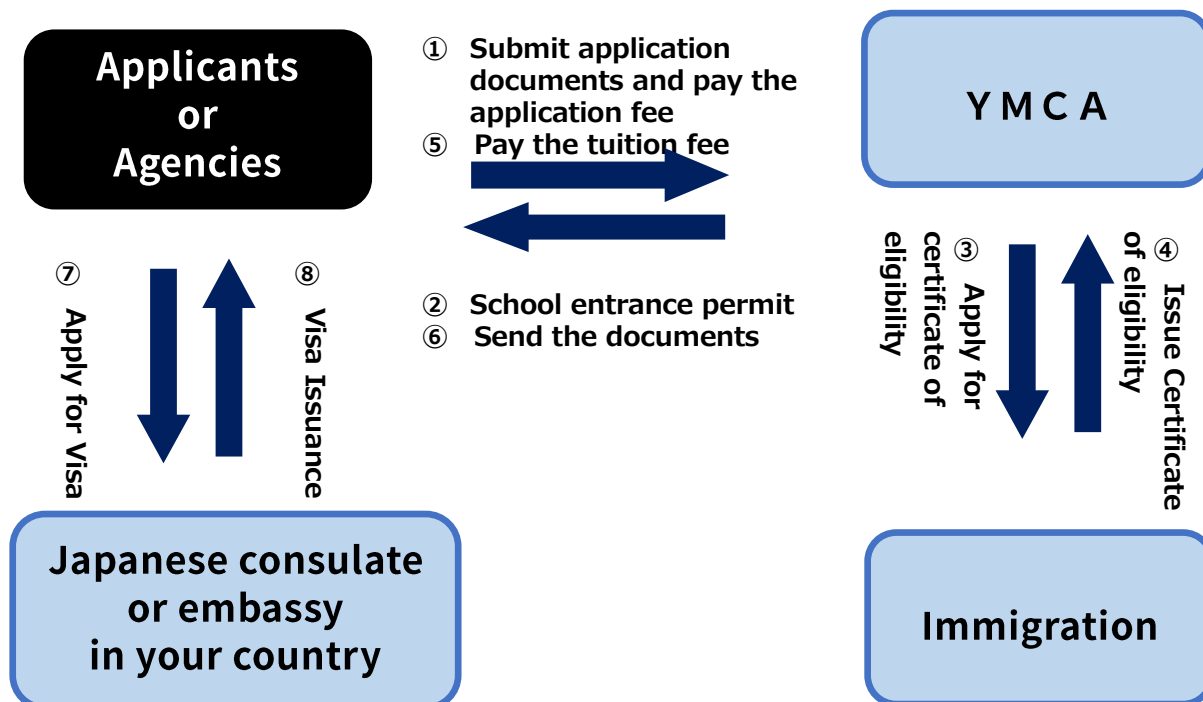 Applicants
or
Agencies
① Submit application
documents and pay the
application fee
⑤ Pay the tuition fee
ＹＭＣＡ
② School entrance permit
⑥ Send the documents
⑦ Apply for Visa
⑧ Visa Issuance
③ Apply for
certificate of
eligibility
④ Issue Certificate
of eligibility
Japanese consulate
or embassy
in your country
Immigration